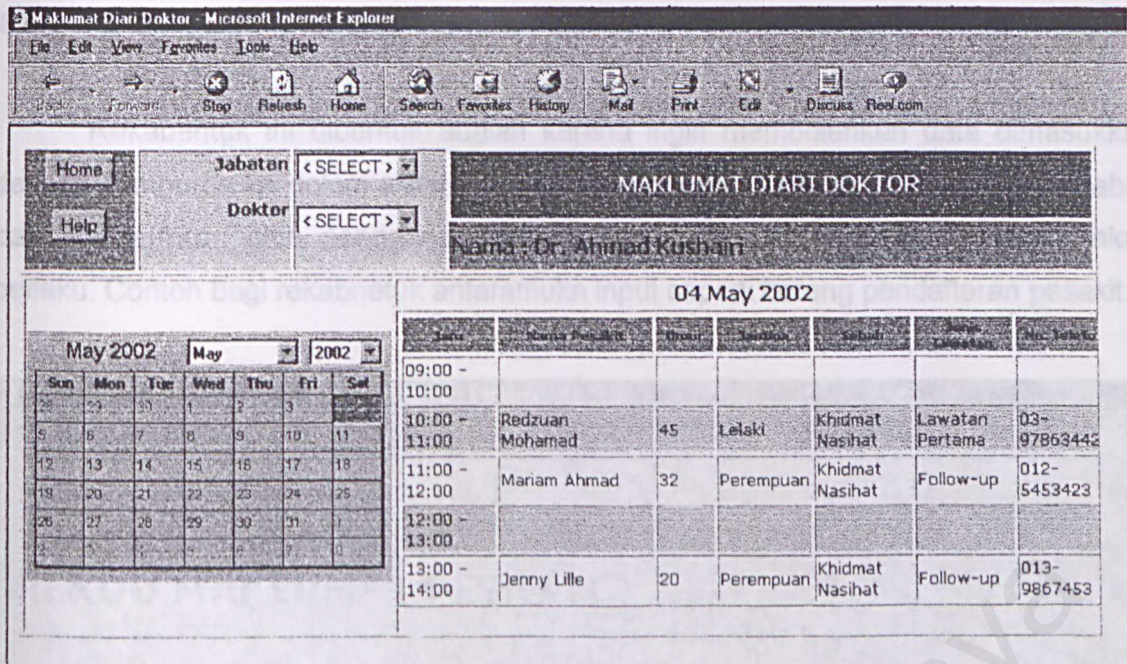 Maklumat Diari Doktor - Microsoft Internet Explorer
File Edit View Favorites Tools Help
Back Forward Stop Refresh Home Search Favorites History Mail Print Edit Discuss Real.com
Home
Help
Jabatan < SELECT >
Doktor < SELECT >
MAKLUMAT DIARI DOKTOR
Nama : Dr. Ahmad Kushairi
04 May 2002
May 2002 May 2002
Sun Mon Tue Wed Thu Fri Sat
28 29 30 1 2 3
5 6 7 8 9 10 11
12 13 14 15 16 17 18
19 20 21 22 23 24 25
26 27 28 29 30 31
Nama Pesakit
09:00 -
10:00
10:00 - Redzuan 45 Lelaki Khidmat Lawatan 03-
11:00 Mohamad Nasihat Pertama 97863442
11:00 - Mariam Ahmad 32 Perempuan Khidmat Follow-up 012-
12:00 Nasihat 5453423
12:00 -
13:00
13:00 - Jenny Lille 20 Perempuan Khidmat Follow-up 013-
14:00 Nasihat 9867453